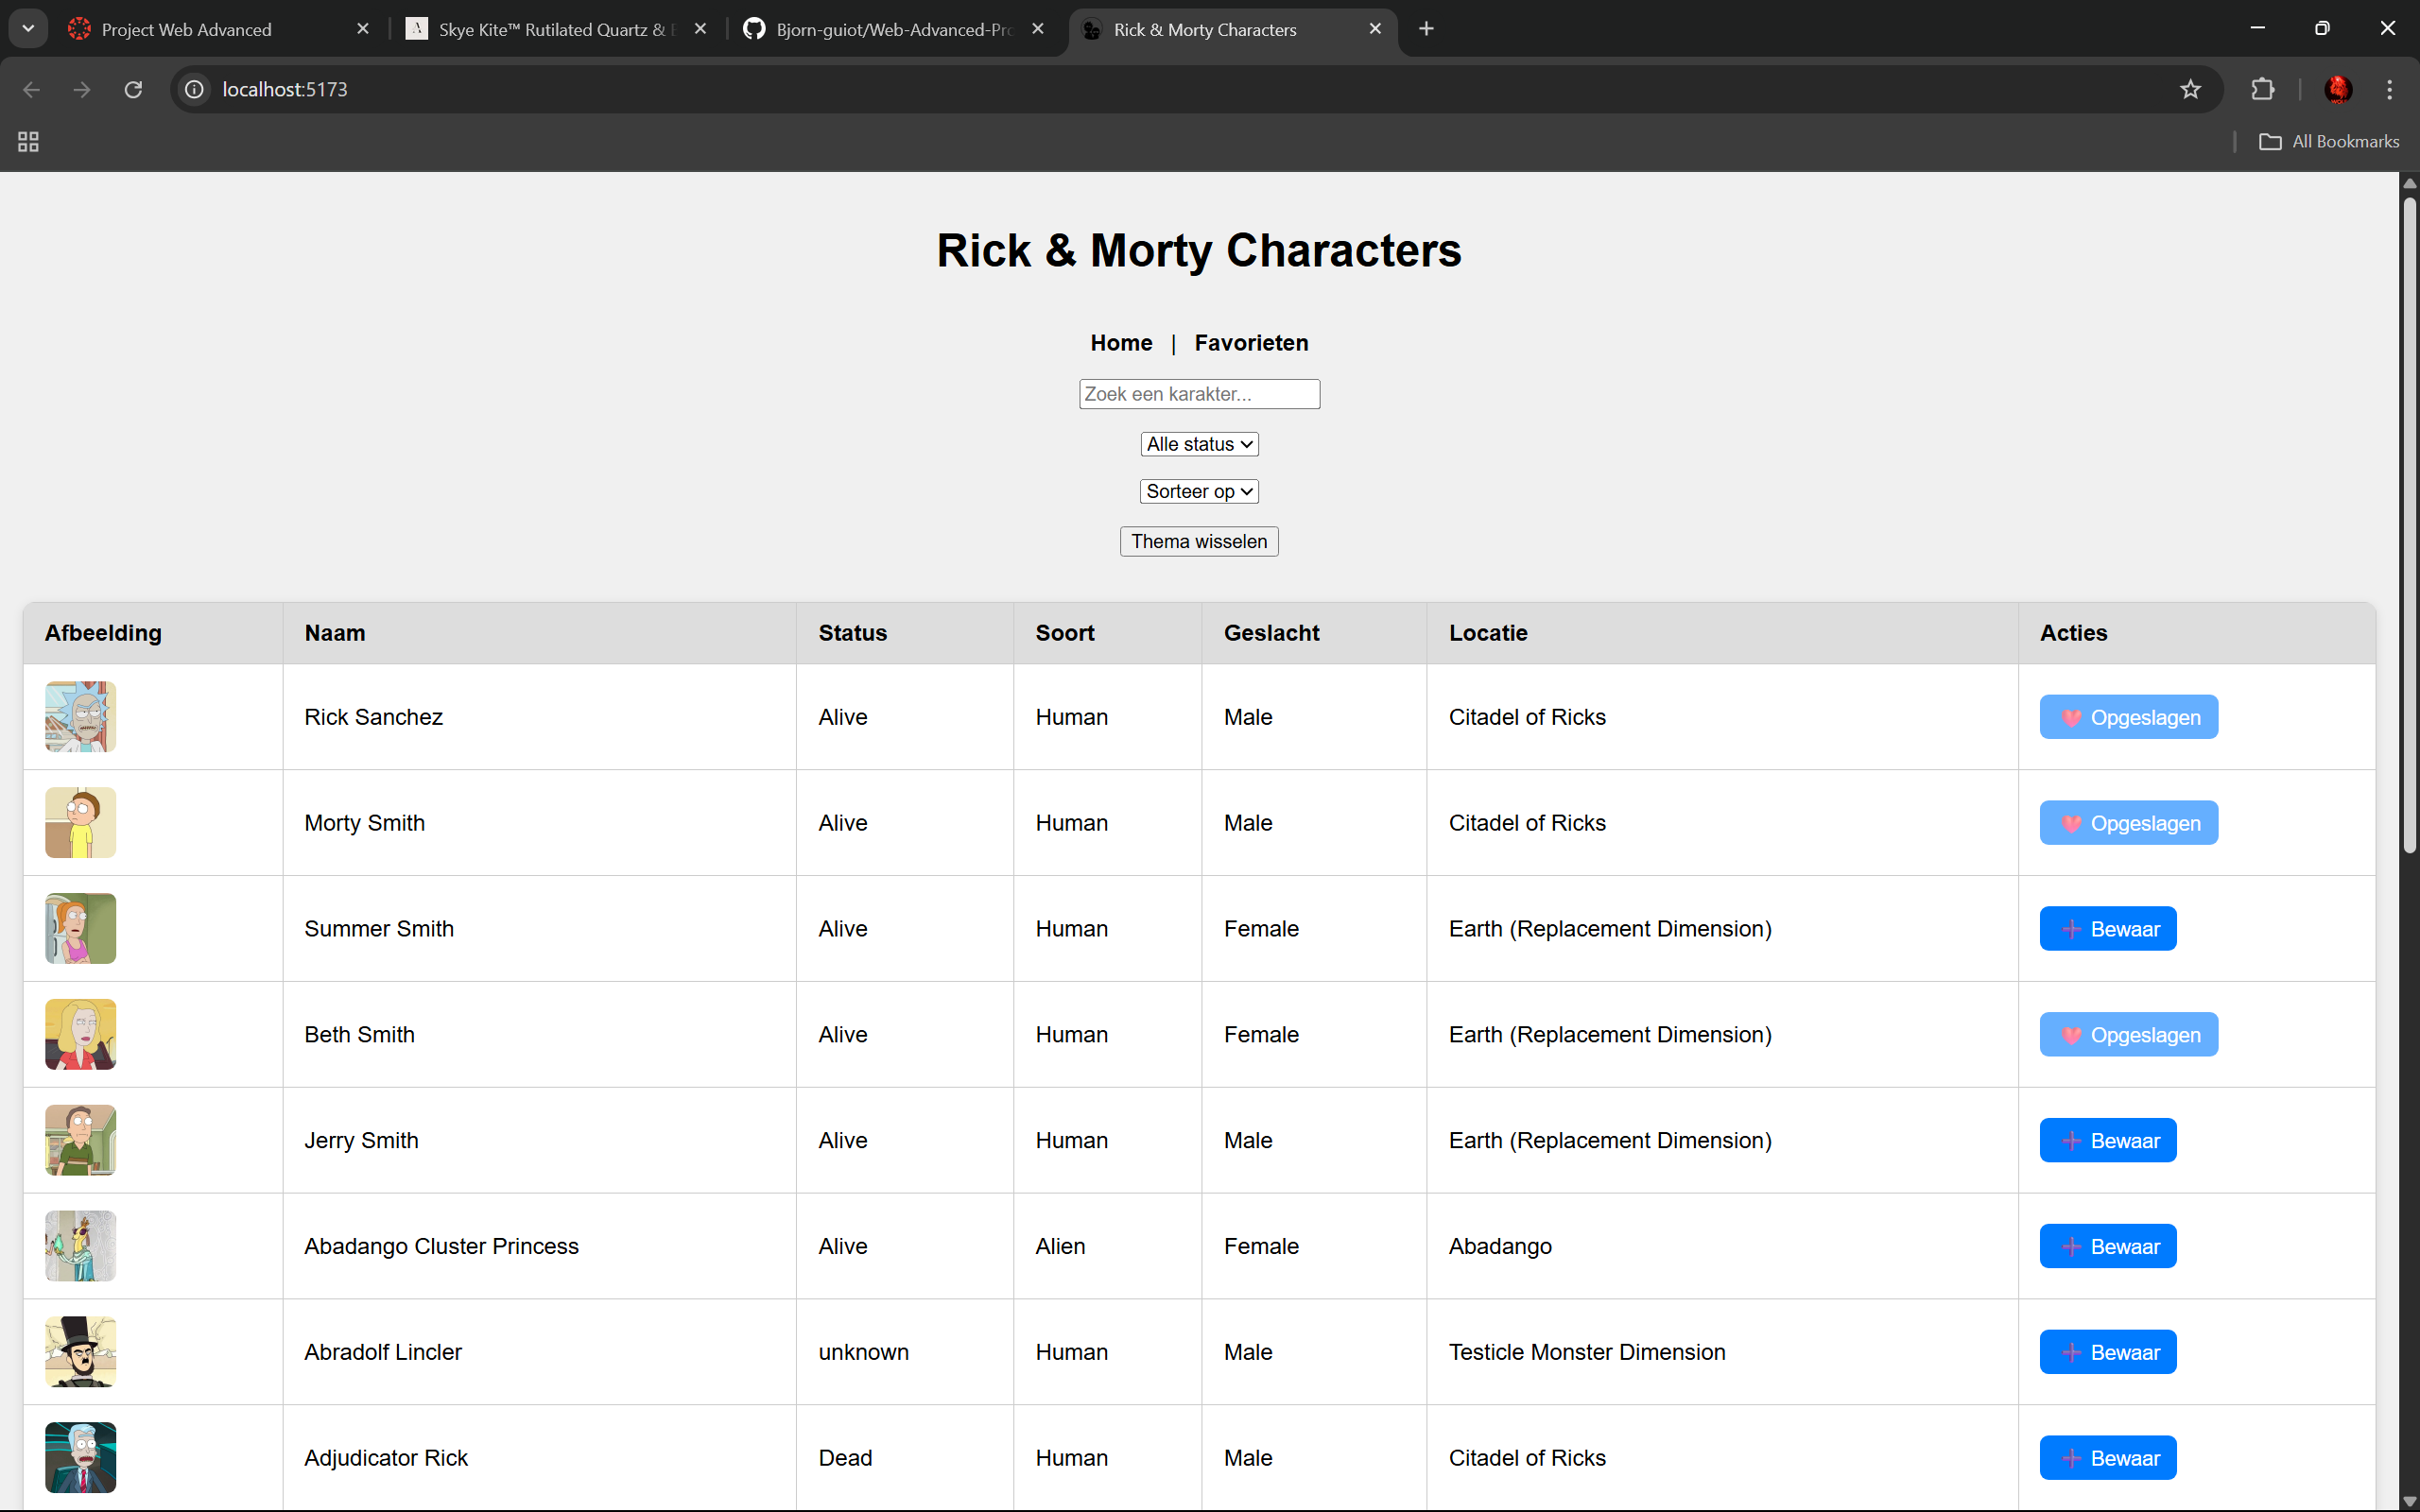 Project Web Advanced
Skye Kite™ Rutilated Quartz &
Bjorn-guiot/Web-Advanced-Pro
Rick & Morty Characters
localhost:5173
All Bookmarks
Rick & Morty Characters
Home | Favorieten
Zoek een karakter...
Alle status
Sorteer op
Thema wisselen
Afbeelding Naam Status Soort Geslacht Locatie Acties
Rick Sanchez Alive Human Male Citadel of Ricks Opgeslagen
Morty Smith Alive Human Male Citadel of Ricks Opgeslagen
Summer Smith Alive Human Female Earth (Replacement Dimension) Bewaar
Beth Smith Alive Human Female Earth (Replacement Dimension) Opgeslagen
Jerry Smith Alive Human Male Earth (Replacement Dimension) Bewaar
Abadango Cluster Princess Alive Alien Female Abadango Bewaar
Abradolf Lincler unknown Human Male Testicle Monster Dimension Bewaar
Adjudicator Rick Dead Human Male Citadel of Ricks Bewaar